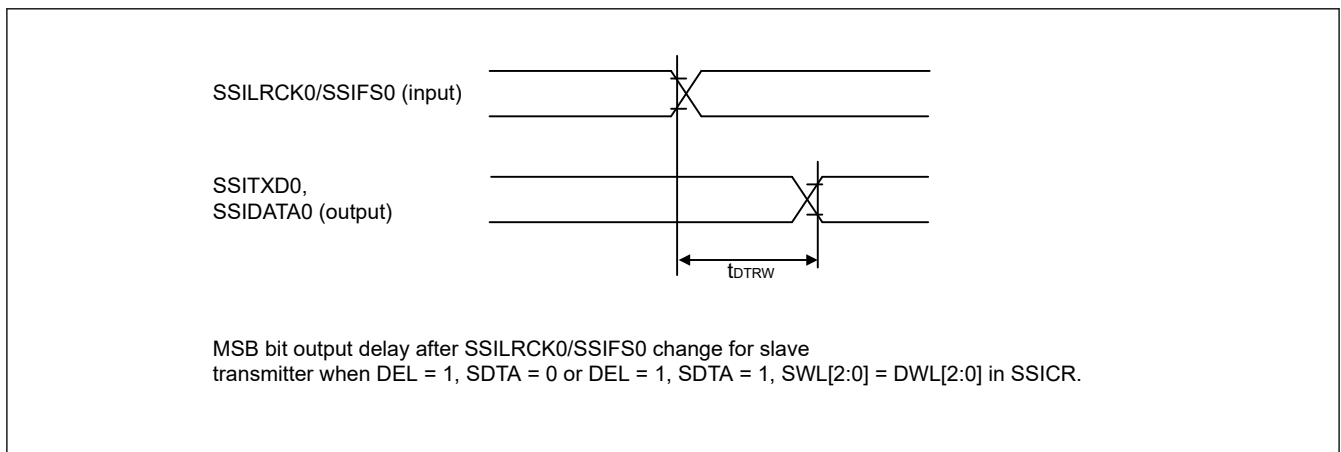 SSILRCK0/SSIFS0 (input)
SSITXD0,
SSIDATA0 (output)
tDTRW
MSB bit output delay after SSILRCK0/SSIFS0 change for slave
transmitter when DEL = 1, SDTA = 0 or DEL = 1, SDTA = 1, SWL[2:0] = DWL[2:0] in SSICR.